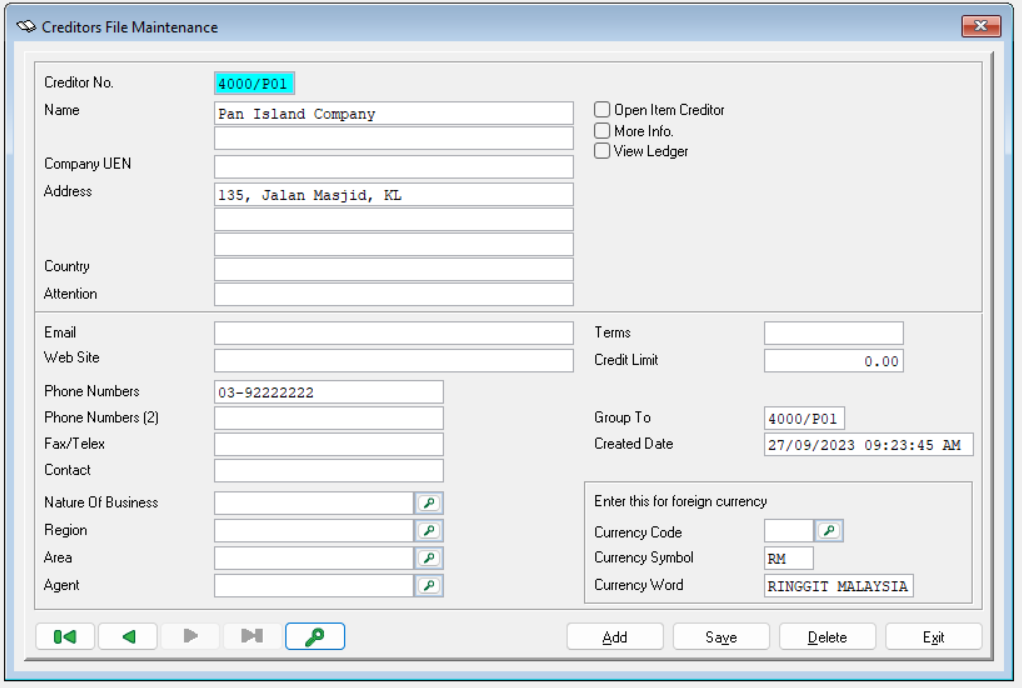 Creditors File Maintenance
Creditor No. 4000/P01
Name Pan Island Company
Open Item Creditor
More Info.
View Ledger
Company UEN
Address 135, Jalan Masjid, KL
Country
Attention
Email
Web Site
Terms
Credit Limit 0.00
Phone Numbers 03-92222222
Phone Numbers (2)
Fax/Telex
Contact
Group To 4000/P01
Created Date 27/09/2023 09:23:45 AM
Nature Of Business
Region
Area
Agent
Enter this for foreign currency
Currency Code
Currency Symbol RM
Currency Word RINGGIT MALAYSIA
Add Save Delete Exit